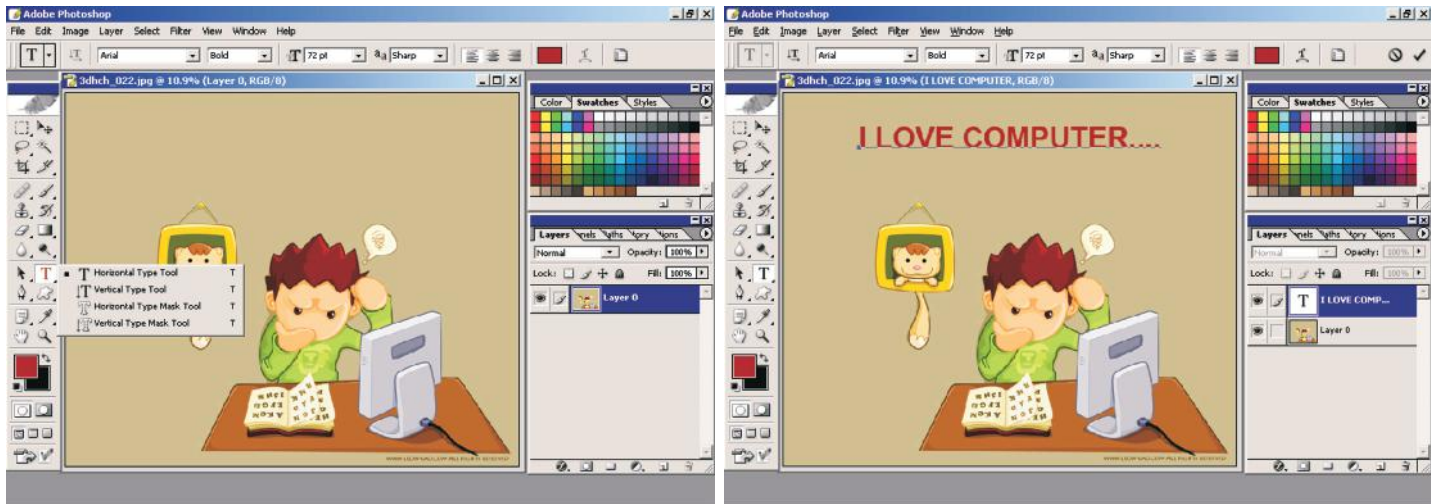 Adobe Photoshop
File Edit Image Layer Select Filter View Window Help
T Arial Bold T 72 pt aa Sharp
3dhch_022.jpg @ 10.9% (Layer 0, RGB/8)
Color Swatches Styles
T Horizontal Type Tool T
T Vertical Type Tool T
T Horizontal Type Mask Tool T
T Vertical Type Mask Tool T
Layers
Normal Opacity: 100%
Lock: Fill: 100%
Layer 0
Adobe Photoshop
File Edit Image Layer Select Filter View Window Help
T Arial Bold T 72 pt aa Sharp
3dhch_022.jpg @ 10.9% (I LOVE COMPUTER, RGB/8)
I LOVE COMPUTER....
Color Swatches Styles
Layers
Normal Opacity: 100%
Lock: Fill: 100%
T I LOVE COMP...
Layer 0